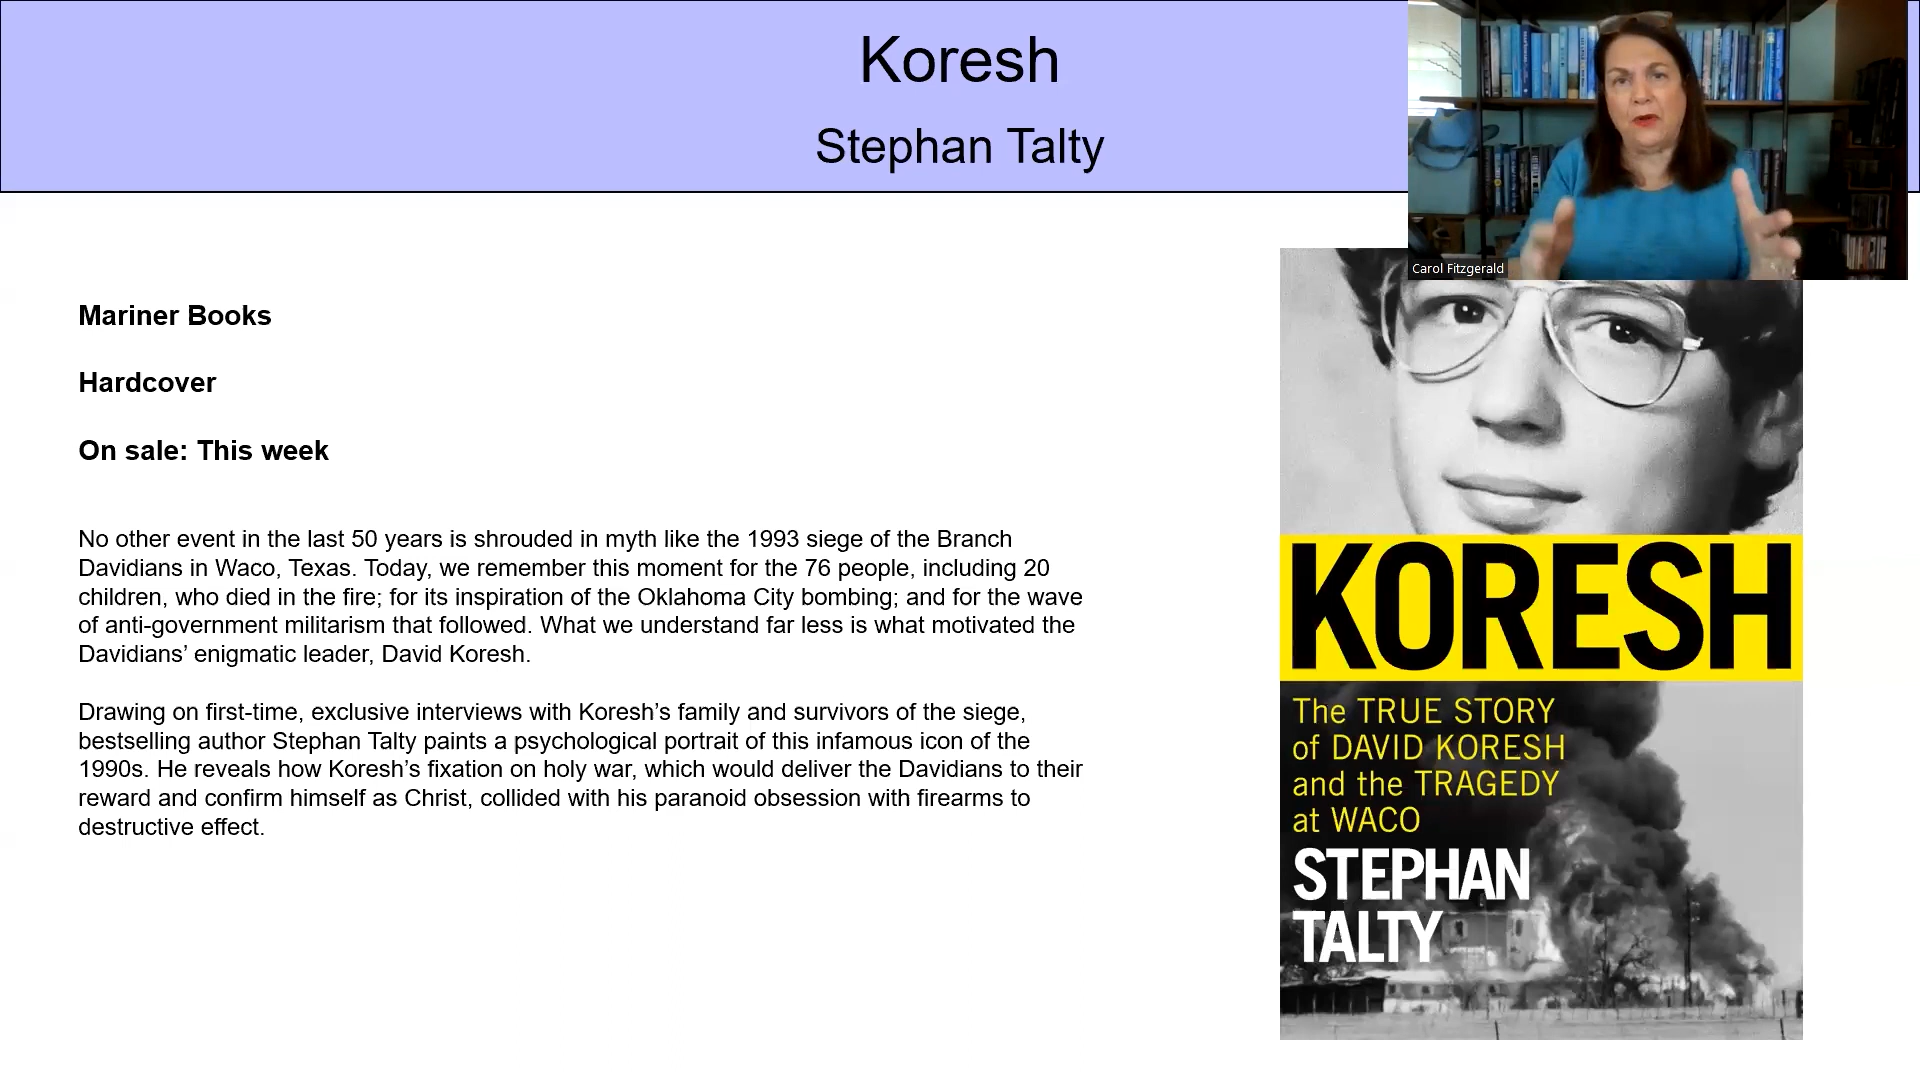 Koresh
Stephan Talty
Carol Fitzgerald
Mariner Books
Hardcover
On sale: This week
No other event in the last 50 years is shrouded in myth like the 1993 siege of the Branch
Davidians in Waco, Texas. Today, we remember this moment for the 76 people, including 20
children, who died in the fire; for its inspiration of the Oklahoma City bombing; and for the wave
of anti-government militarism that followed. What we understand far less is what motivated the
Davidians’ enigmatic leader, David Koresh.
Drawing on first-time, exclusive interviews with Koresh’s family and survivors of the siege,
bestselling author Stephan Talty paints a psychological portrait of this infamous icon of the
1990s. He reveals how Koresh’s fixation on holy war, which would deliver the Davidians to their
reward and confirm himself as Christ, collided with his paranoid obsession with firearms to
destructive effect.
KORESH
The TRUE STORY
of DAVID KORESH
and the TRAGEDY
at WACO
STEPHAN
TALTY